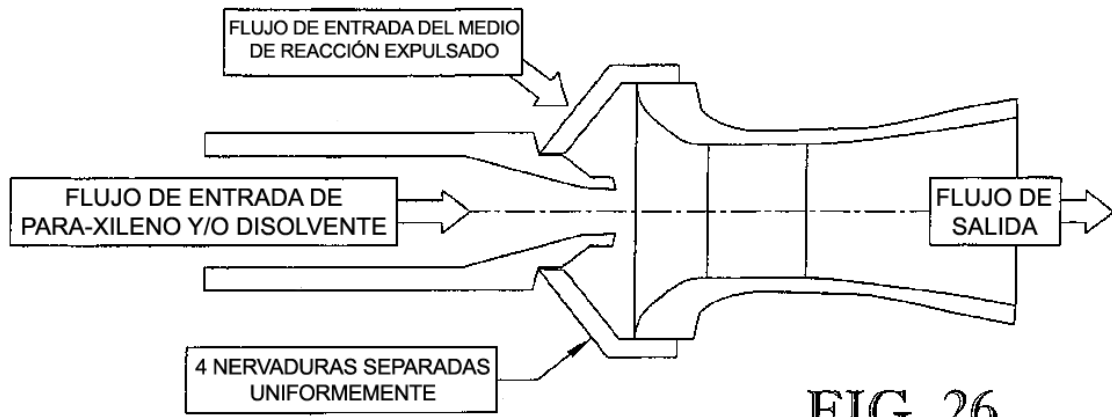 FLUJO DE ENTRADA DEL MEDIO
DE REACCIÓN EXPULSADO
FLUJO DE ENTRADA DE
PARA-XILENO Y/O DISOLVENTE
FLUJO DE
SALIDA
4 NERVADURAS SEPARADAS
UNIFORMEMENTE
FIG. 26